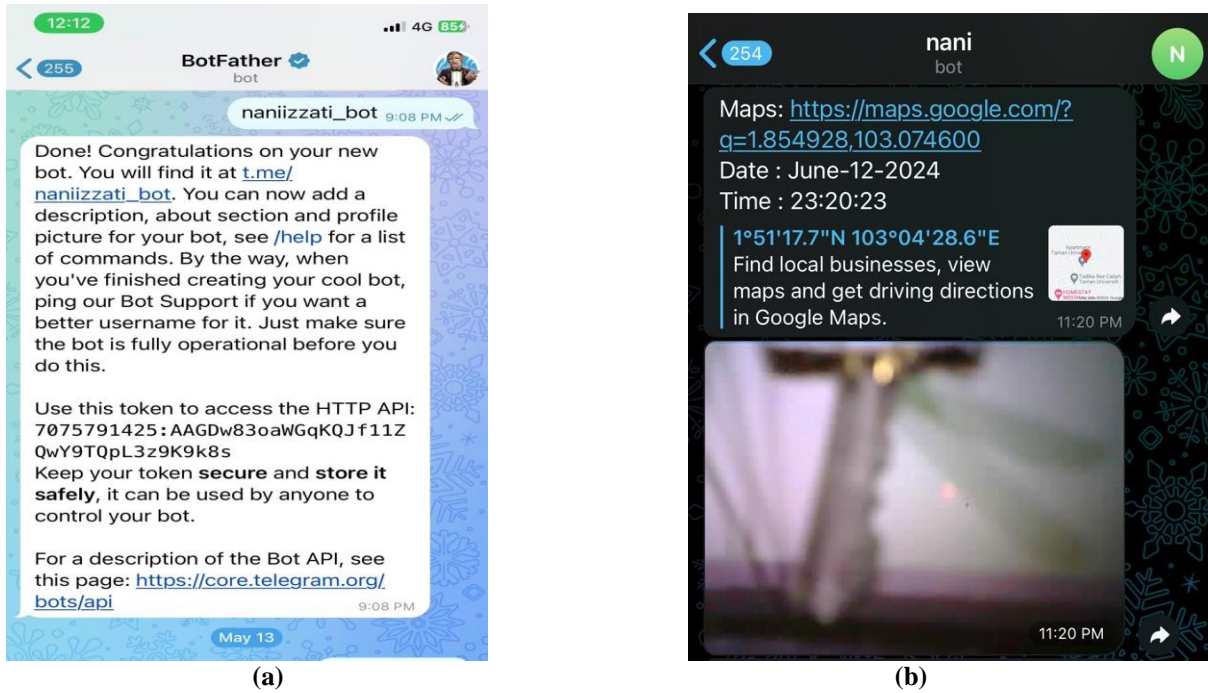 12:12
4G 85
255
BotFather
bot
naniizzati_bot 9:08 PM
Done! Congratulations on your new
bot. You will find it at t.me/
naniizzati_bot. You can now add a
description, about section and profile
picture for your bot, see /help for a list
of commands. By the way, when
you've finished creating your cool bot,
ping our Bot Support if you want a
better username for it. Just make sure
the bot is fully operational before you
do this.
Use this token to access the HTTP API:
7075791425:AAGDw83oaWGqKQJf11Z
QwY9TQpL3z9K9k8s
Keep your token secure and store it
safely, it can be used by anyone to
control your bot.
For a description of the Bot API, see
this page: https://core.telegram.org/
bots/api
9:08 PM
May 13
(a)
254
nani
bot
N
Maps: https://maps.google.com/?
q=1.854928,103.074600
Date : June-12-2024
Time : 23:20:23
1°51'17.7"N 103°04'28.6"E
Find local businesses, view
maps and get driving directions
in Google Maps.
11:20 PM
11:20 PM
(b)